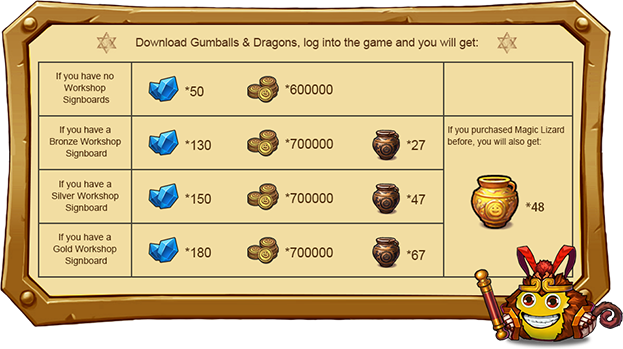 Download Gumballs & Dragons, log into the game and you will get:
If you have no
Workshop
Signboards
*50
*600000
If you have a
Bronze Workshop
Signboard
*130
*700000
*27
If you purchased Magic Lizard
before, you will also get:
*48
If you have a
Silver Workshop
Signboard
*150
*700000
*47
If you have a
Gold Workshop
Signboard
*180
*700000
*67